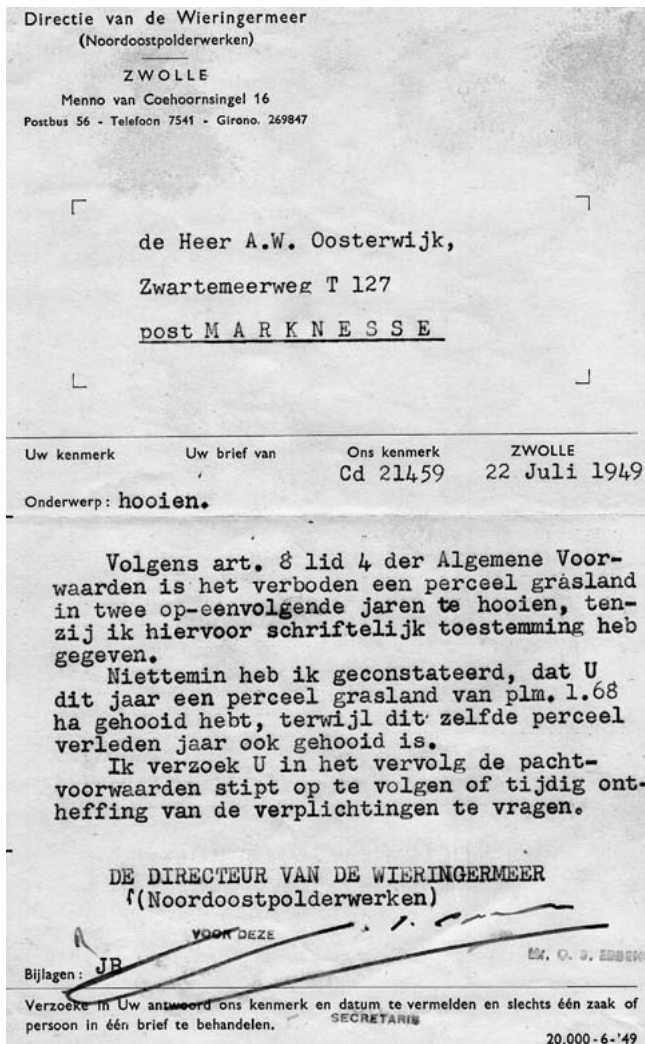 Directie van de Wieringermeer
(Noordoostpolderwerken)
ZWOLLE
Menno van Coehoornsingel 16
Postbus 56 - Telefoon 7541 - Girono. 269847
de Heer A.W. Oosterwijk,
Zwartemeerweg T 127
post M A R K N E S S E
Uw kenmerk Uw brief van Ons kenmerk ZWOLLE
Cd 21459 22 Juli 1949
Onderwerp: hooien.
Volgens art. 8 lid 4 der Algemene Voor-
waarden is het verboden een perceel grasland
in twee op-eenvolgende jaren te hooien, ten-
zij ik hiervoor schriftelijk toestemming heb
gegeven.
Niettemin heb ik geconstateerd, dat U
dit jaar een perceel grasland van plm. 1.68
ha gehooid hebt, terwijl dit zelfde perceel
verleden jaar ook gehooid is.
Ik verzoek U in het vervolg de pacht-
voorwaarden stipt op te volgen of tijdig ont-
heffing van de verplichtingen te vragen.
DE DIRECTEUR VAN DE WIERINGERMEER
(Noordoostpolderwerken)
VOOR DEZE
Bijlagen: JB
Verzoeke in Uw antwoord ons kenmerk en datum te vermelden en slechts één zaak of
persoon in één brief te behandelen.
SECRETARIS
20.000-6-'49